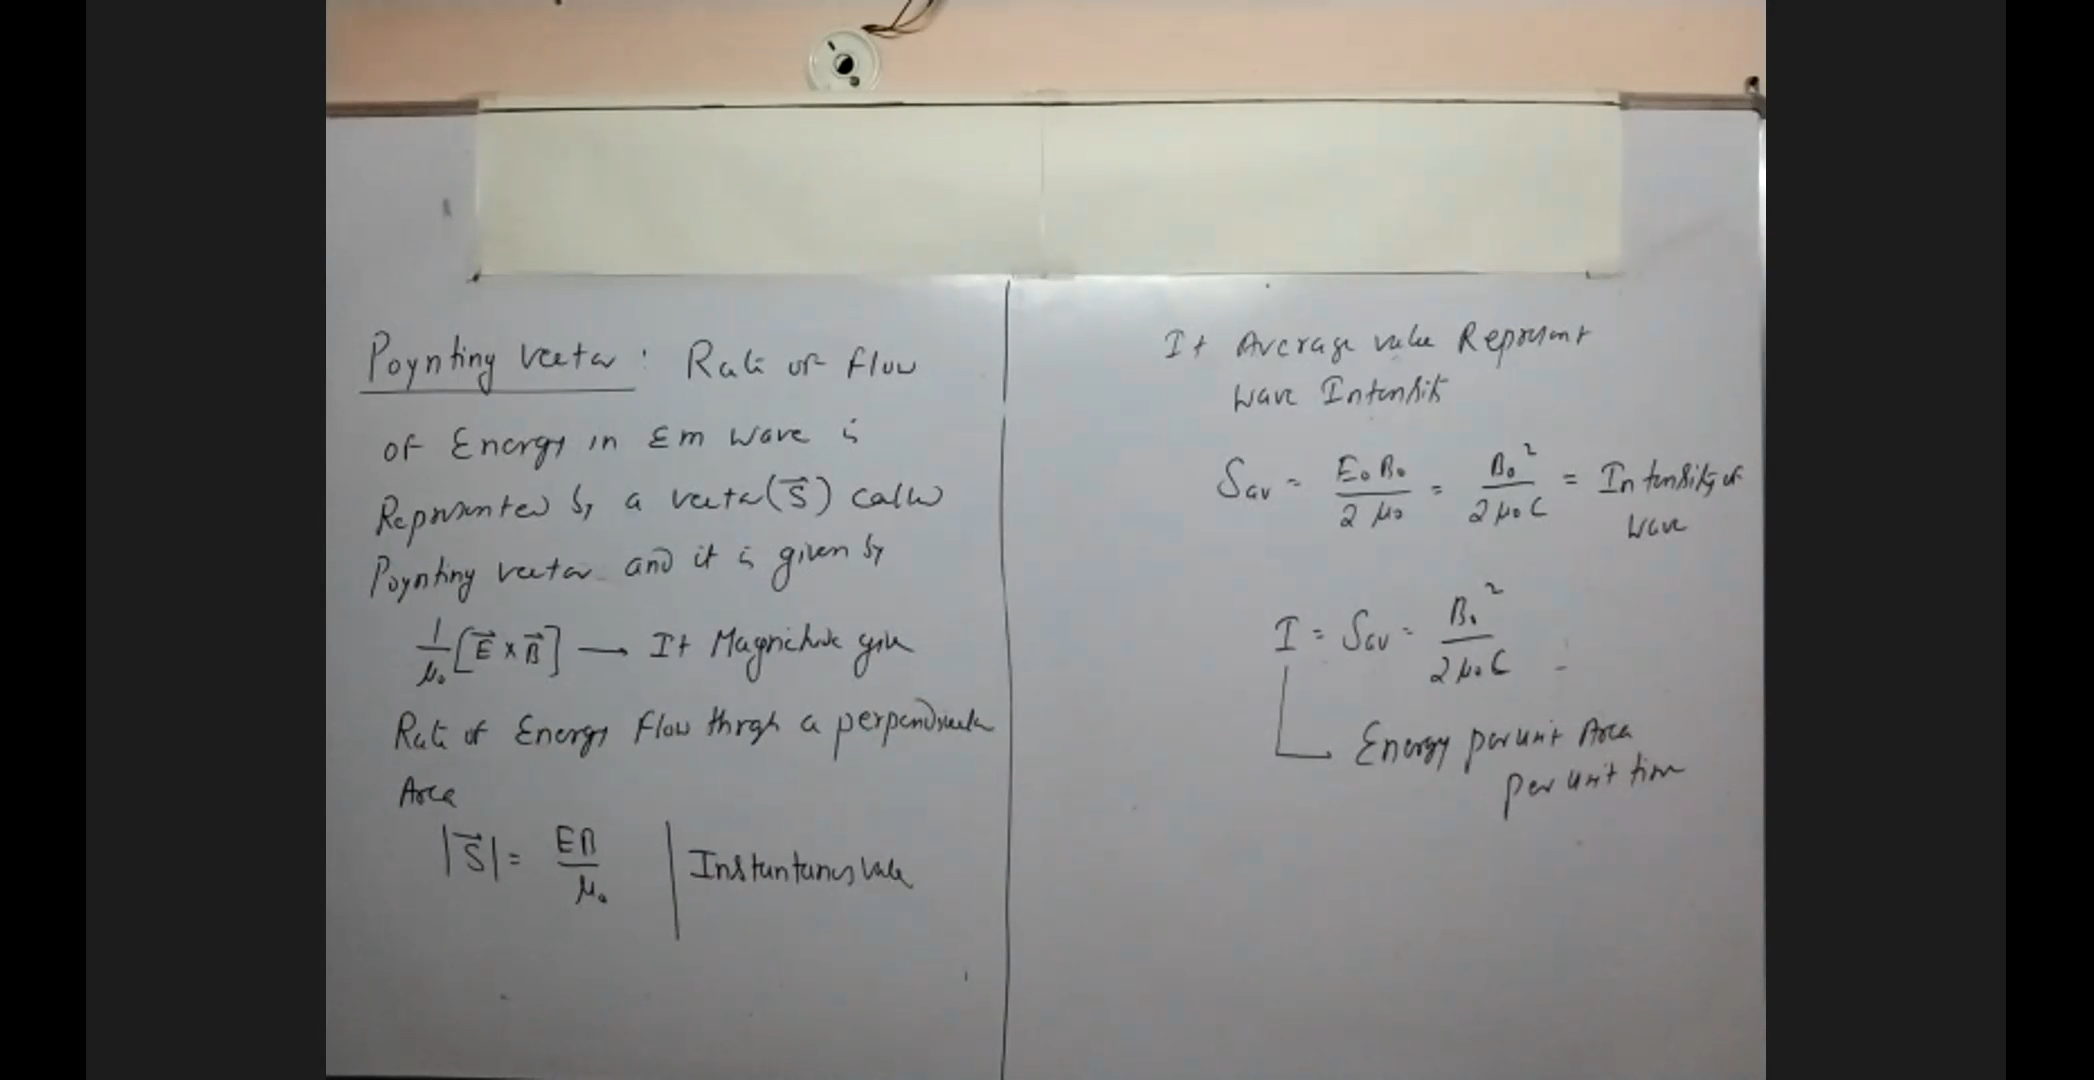 Poynting vector : Rate of flow
of Energy in Em wave is
Represented by a vector (S⃗) called
Poynting vector and it is given by
1/μ₀ [E⃗ × B⃗] → It Magnitude give
Rate of Energy flow throgh a perpendicular
Area
|S⃗| = EB/μ₀ | Instantaneous value
It Average value Represent
wave Intensity
Sav = E₀B₀/2μ₀ = B₀²/2μ₀C = Intensity of
wave
I = Sav = B₀²/2μ₀C
Energy per unit Area
per unit time